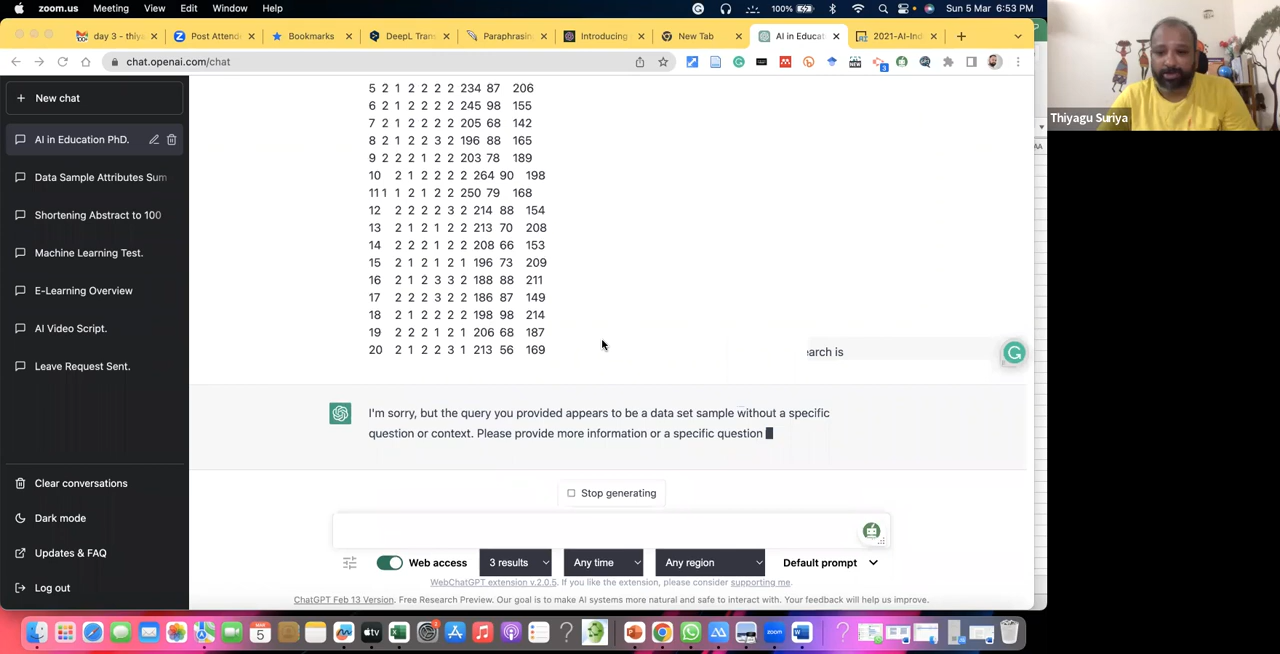 zoom.us Meeting View Edit Window Help
100% Sun 5 Mar 6:53 PM
day 3 - thiya
Post Attend
Bookmarks
DeepL Tran
Paraphrasin
Introducing
New Tab
AI in Educa
2021-AI-Ind
chat.openai.com/chat
New chat
AI in Education PhD.
Data Sample Attributes Sum
Shortening Abstract to 100
Machine Learning Test.
E-Learning Overview
AI Video Script.
Leave Request Sent.
Clear conversations
Dark mode
Updates & FAQ
Log out
5 2 1 2 2 2 2 234 87 206
6 2 1 2 2 2 2 245 98 155
7 2 1 2 2 2 2 205 68 142
8 2 1 2 2 3 2 196 88 165
9 2 2 2 1 2 2 203 78 189
10 2 1 2 2 2 2 264 90 198
11 1 1 2 1 2 2 250 79 168
12 2 2 2 2 3 2 214 88 154
13 2 1 2 1 2 2 213 70 208
14 2 2 2 1 2 2 208 66 153
15 2 1 2 1 2 1 196 73 209
16 2 1 2 3 3 2 188 88 211
17 2 2 2 3 2 2 186 87 149
18 2 1 2 2 2 2 198 98 214
19 2 2 2 1 2 1 206 68 187
20 2 1 2 2 3 1 213 56 169
earch is
I'm sorry, but the query you provided appears to be a data set sample without a specific
question or context. Please provide more information or a specific question
Stop generating
Web access
3 results
Any time
Any region
Default prompt
WebChatGPT extension v.2.0.5. If you like the extension, please consider supporting me.
ChatGPT Feb 13 Version. Free Research Preview. Our goal is to make AI systems more natural and safe to interact with. Your feedback will help us improve.
Thiyagu Suriya
AA